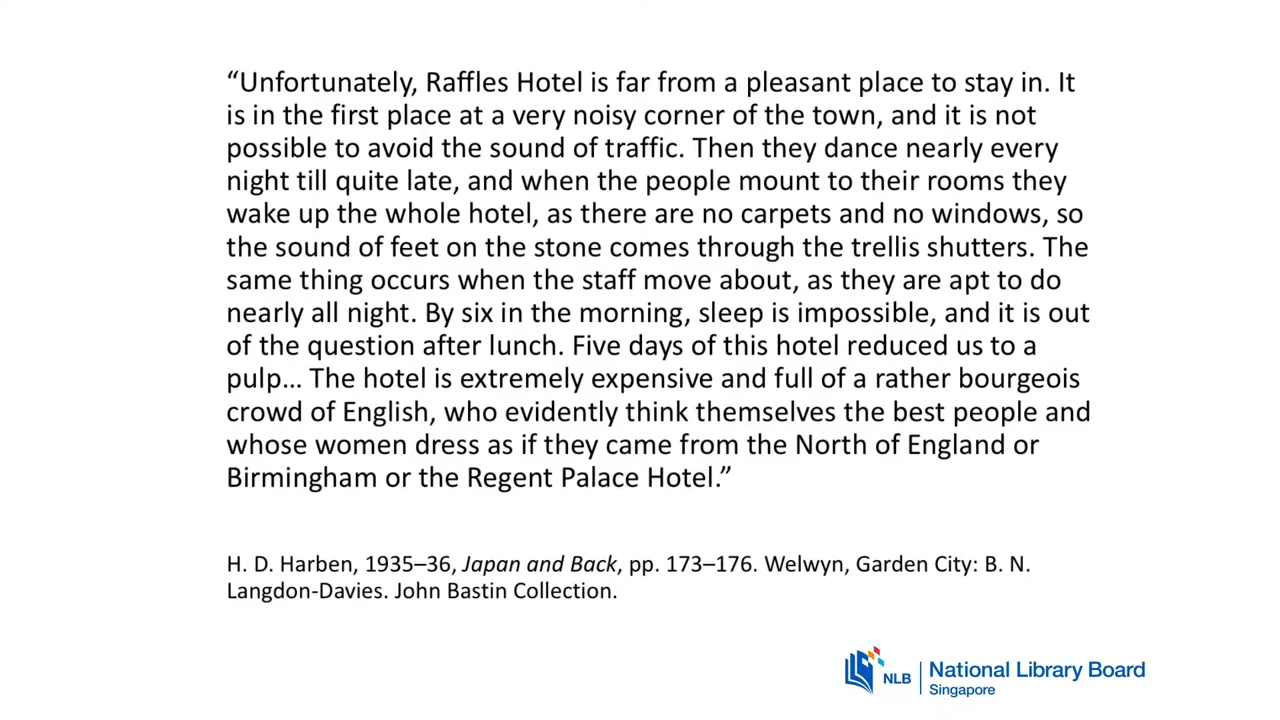 “Unfortunately, Raffles Hotel is far from a pleasant place to stay in. It
is in the first place at a very noisy corner of the town, and it is not
possible to avoid the sound of traffic. Then they dance nearly every
night till quite late, and when the people mount to their rooms they
wake up the whole hotel, as there are no carpets and no windows, so
the sound of feet on the stone comes through the trellis shutters. The
same thing occurs when the staff move about, as they are apt to do
nearly all night. By six in the morning, sleep is impossible, and it is out
of the question after lunch. Five days of this hotel reduced us to a
pulp… The hotel is extremely expensive and full of a rather bourgeois
crowd of English, who evidently think themselves the best people and
whose women dress as if they came from the North of England or
Birmingham or the Regent Palace Hotel.”
H. D. Harben, 1935–36, Japan and Back, pp. 173–176. Welwyn, Garden City: B. N.
Langdon-Davies. John Bastin Collection.
NLB
National Library Board
Singapore